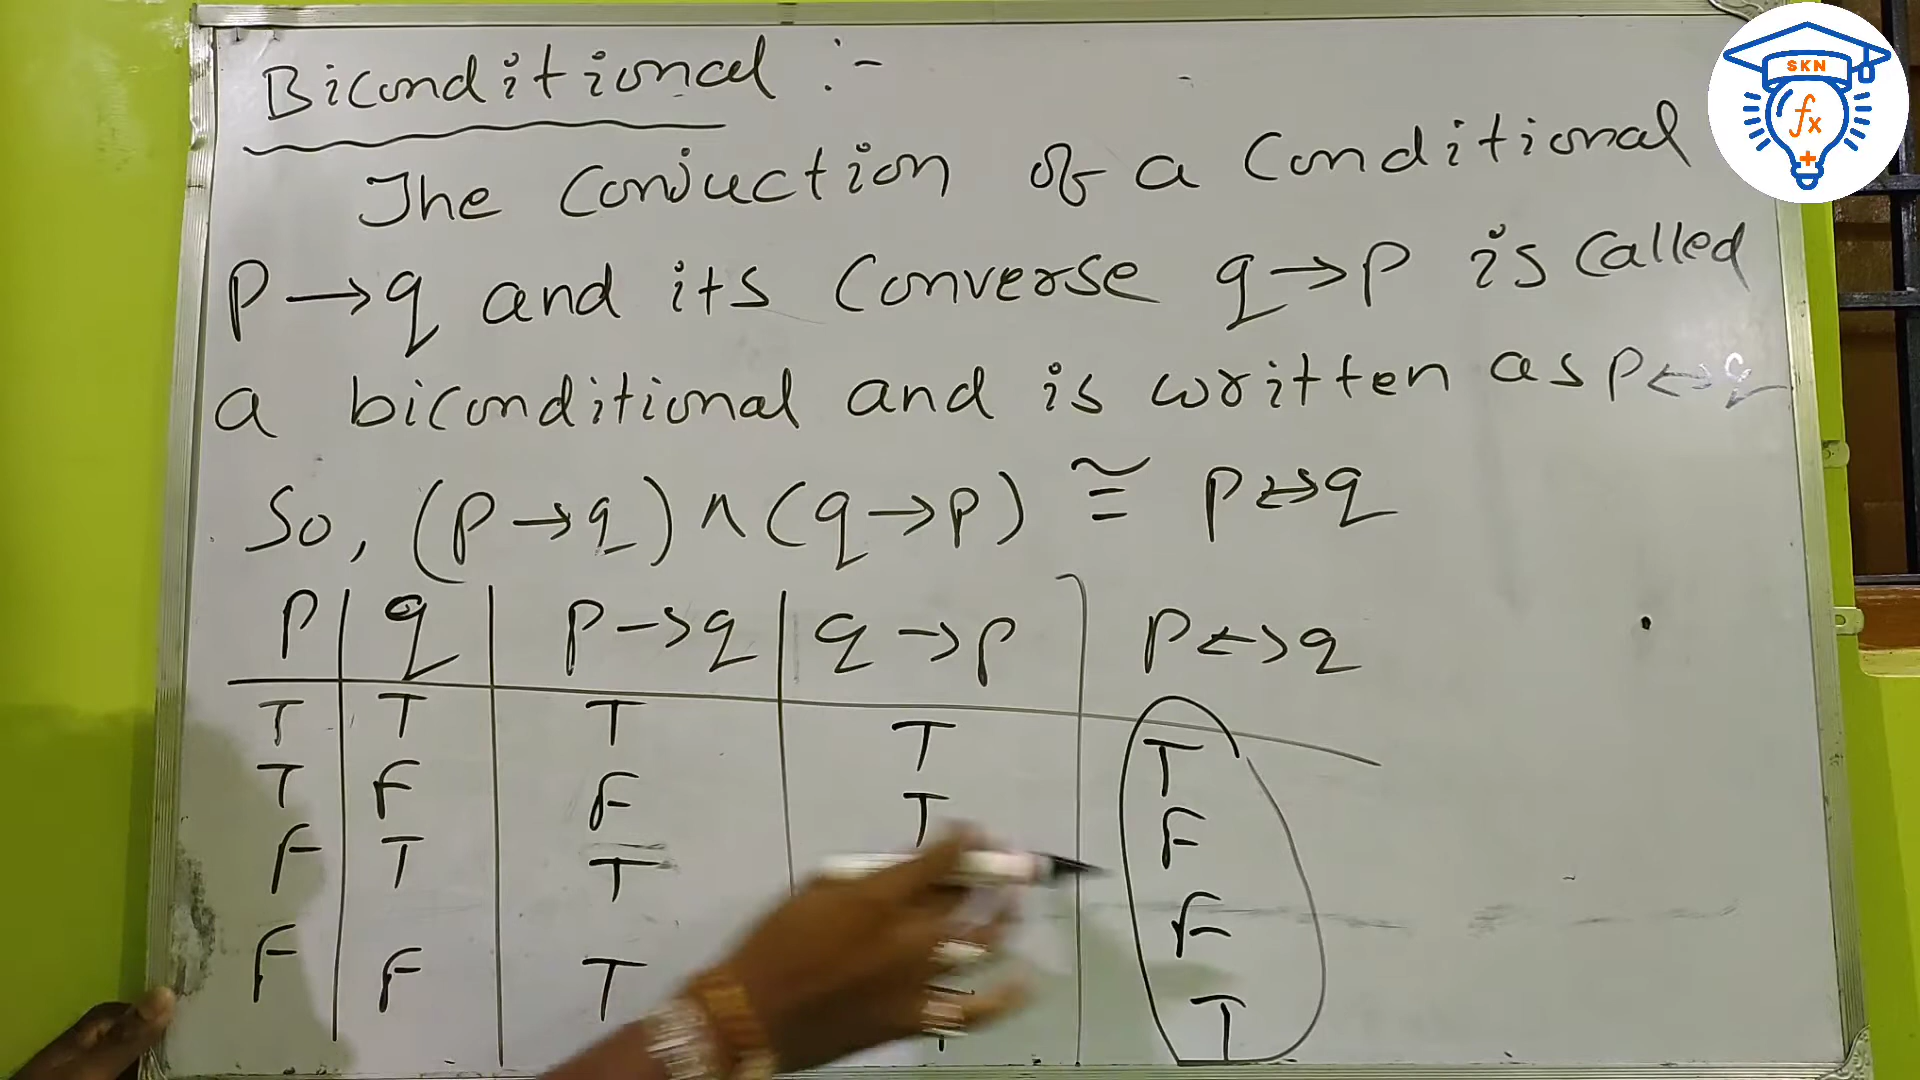 SKN
fx
Biconditional :-
The Conjuction of a Conditional
P → q and its Converse q → p is called
a biconditional and is written as P ↔ q
So, (p → q) ∧ (q → p) ≅ p ↔ q
P q P → q q → p P ↔ q
T T T T T
T F F T F
F T T F
F F T T